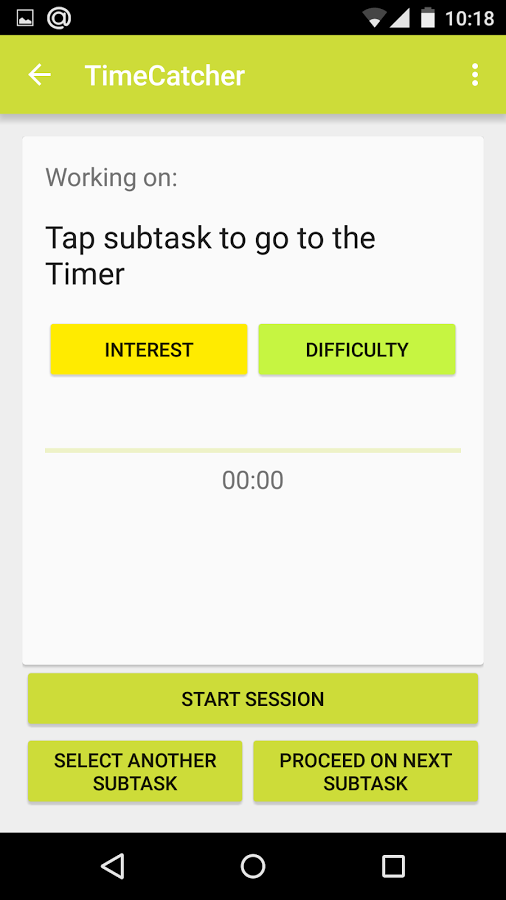 10:18
TimeCatcher
Working on:
Tap subtask to go to the
Timer
INTEREST
DIFFICULTY
00:00
START SESSION
SELECT ANOTHER
SUBTASK
PROCEED ON NEXT
SUBTASK